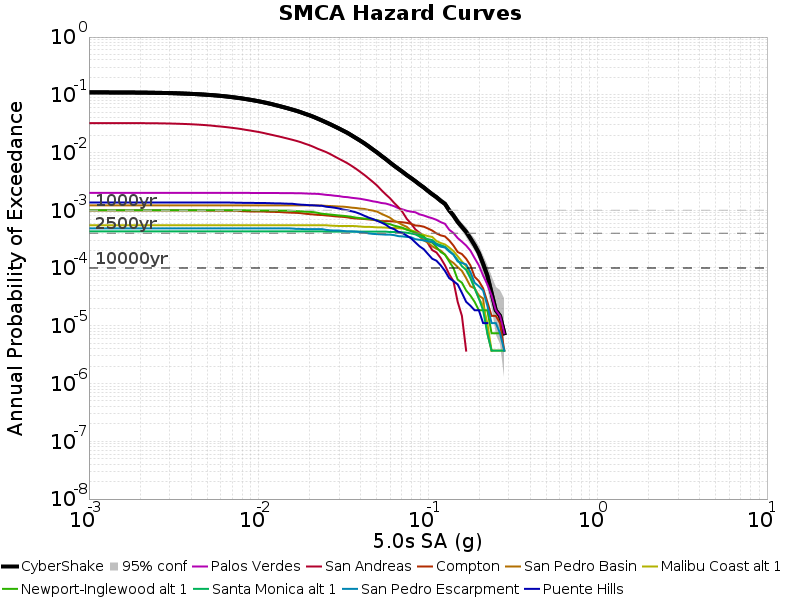 SMCA Hazard Curves
10^0
10^-1
10^-2
10^-3
10^-4
10^-5
10^-6
10^-7
10^-8
Annual Probability of Exceedance
1000yr
2500yr
10000yr
10^-3 10^-2 10^-1 10^0 10^1
5.0s SA (g)
CyberShake 95% conf Palos Verdes San Andreas Compton San Pedro Basin Malibu Coast alt 1
Newport-Inglewood alt 1 Santa Monica alt 1 San Pedro Escarpment Puente Hills